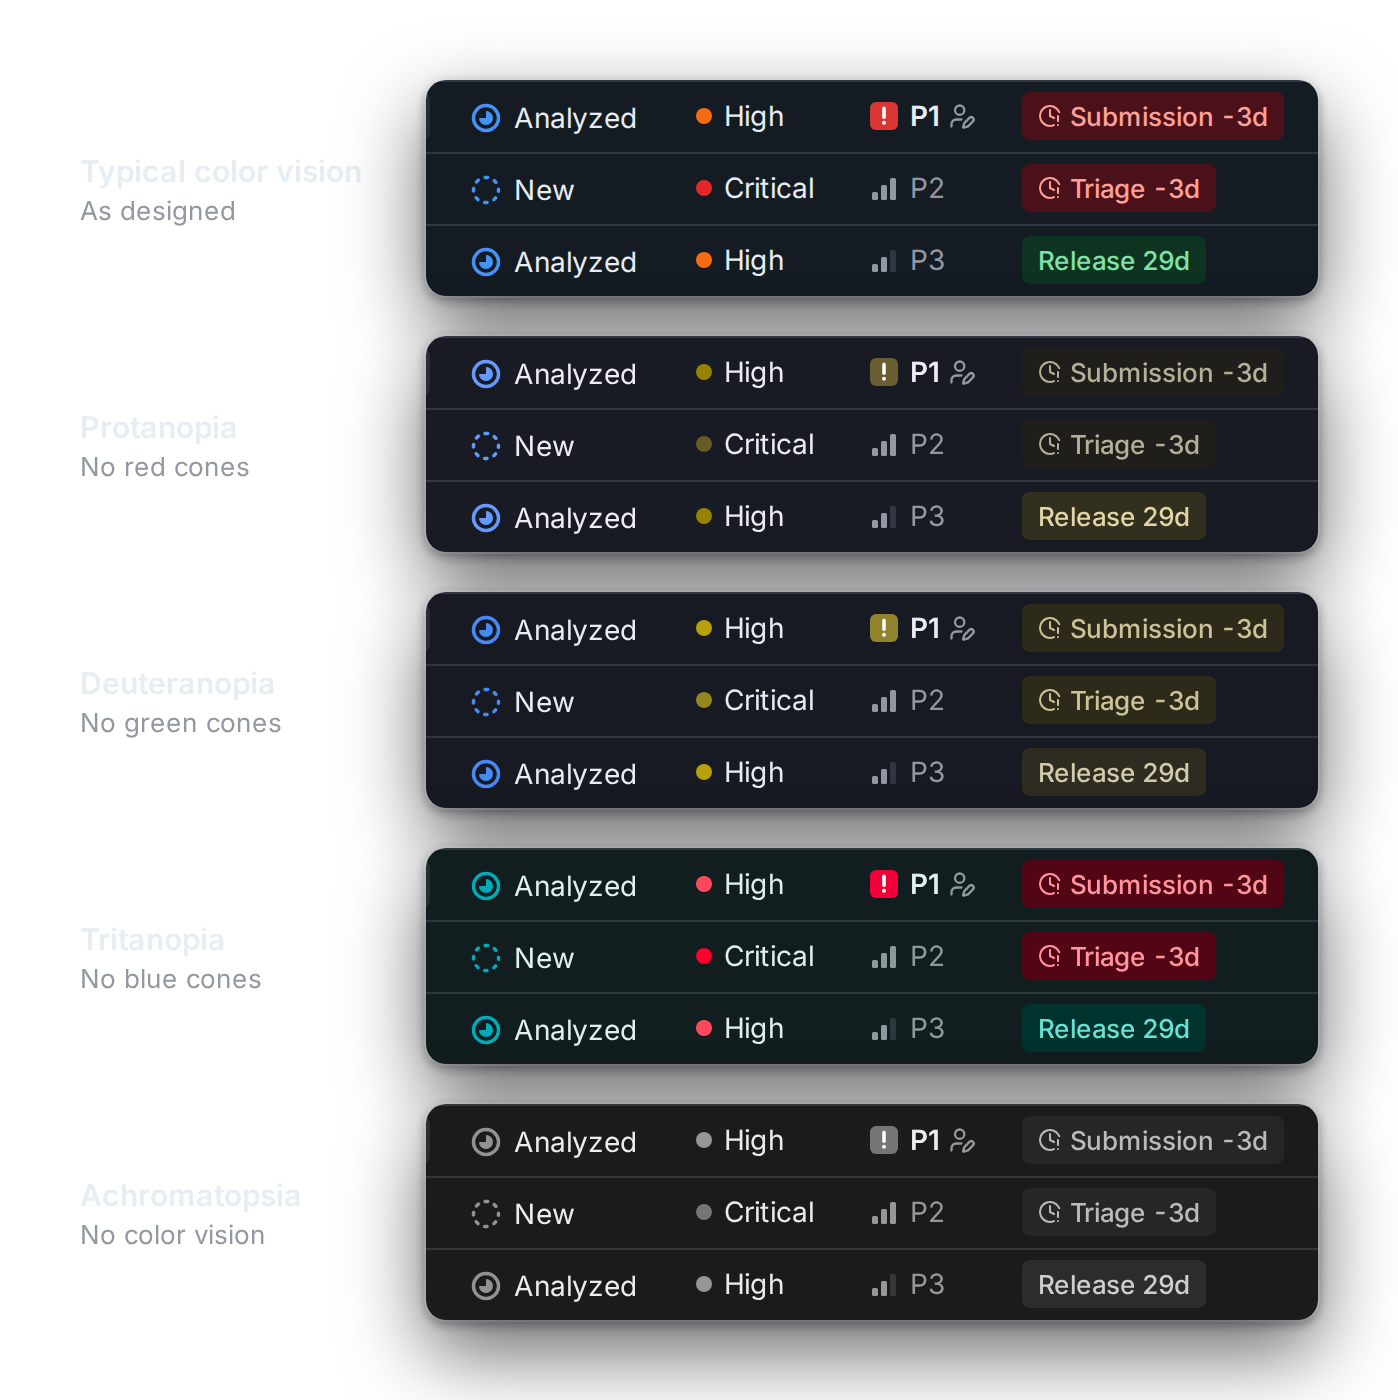 Typical color vision
As designed
Analyzed High P1 Submission -3d
New Critical P2 Triage -3d
Analyzed High P3 Release 29d
Protanopia
No red cones
Analyzed High P1 Submission -3d
New Critical P2 Triage -3d
Analyzed High P3 Release 29d
Deuteranopia
No green cones
Analyzed High P1 Submission -3d
New Critical P2 Triage -3d
Analyzed High P3 Release 29d
Tritanopia
No blue cones
Analyzed High P1 Submission -3d
New Critical P2 Triage -3d
Analyzed High P3 Release 29d
Achromatopsia
No color vision
Analyzed High P1 Submission -3d
New Critical P2 Triage -3d
Analyzed High P3 Release 29d